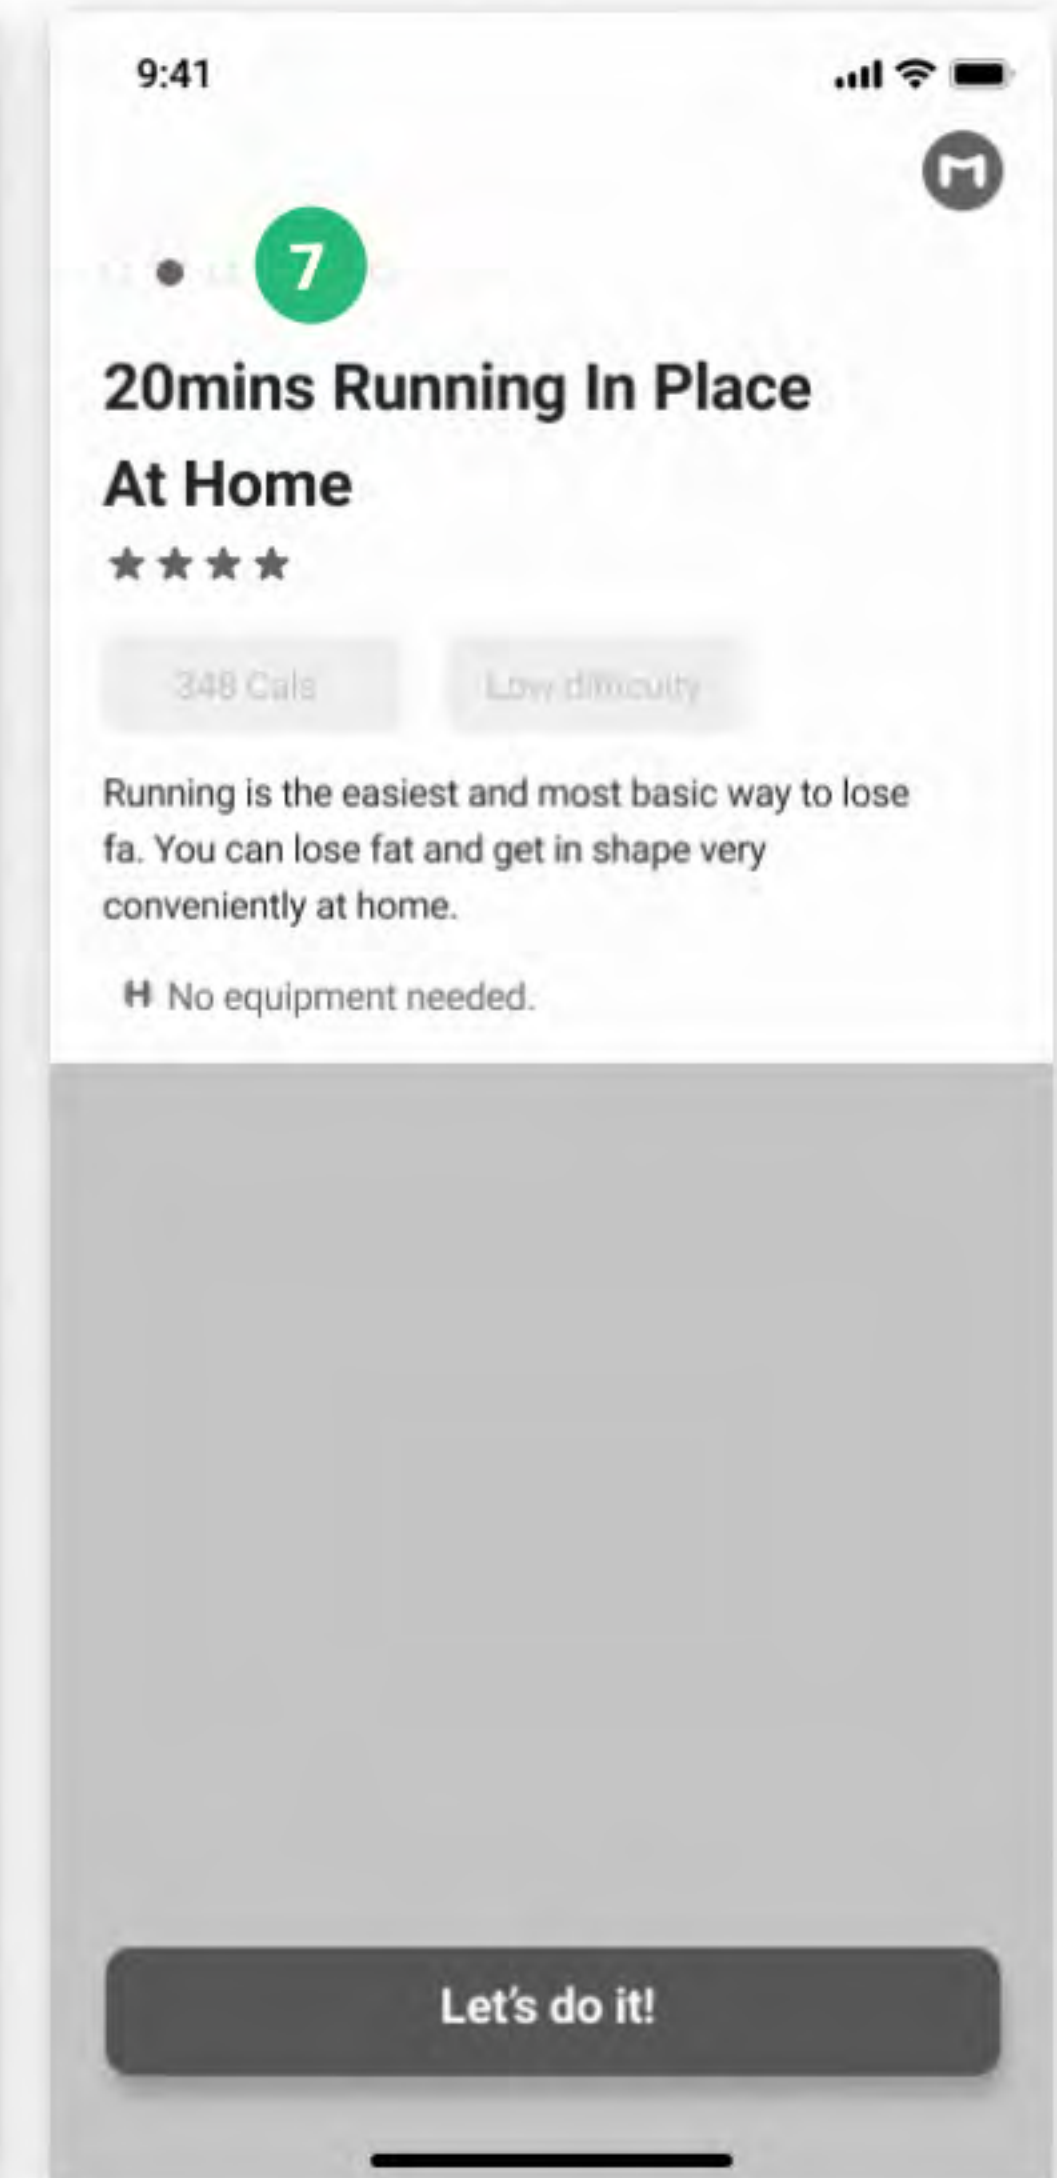 9:41
7
20mins Running In Place
At Home
348 Cals
Low difficulty
Running is the easiest and most basic way to lose
fa. You can lose fat and get in shape very
conveniently at home.
H No equipment needed.
Let's do it!